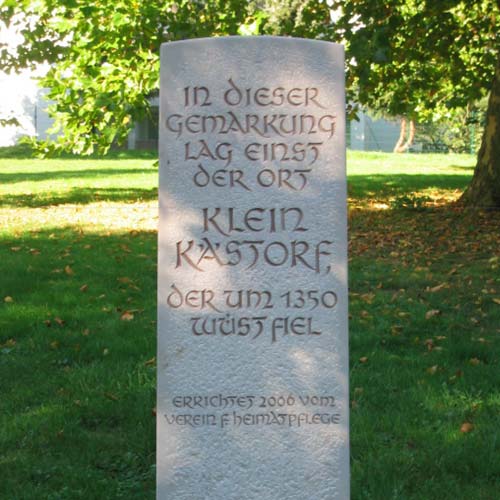 IN DIESER
GEMARKUNG
LAG EINST
DER ORT
KLEIN
KÄSTORF,
DER UM 1350
WÜST FIEL
ERRICHTET 2006 VOM
VEREIN F. HEIMATPFLEGE